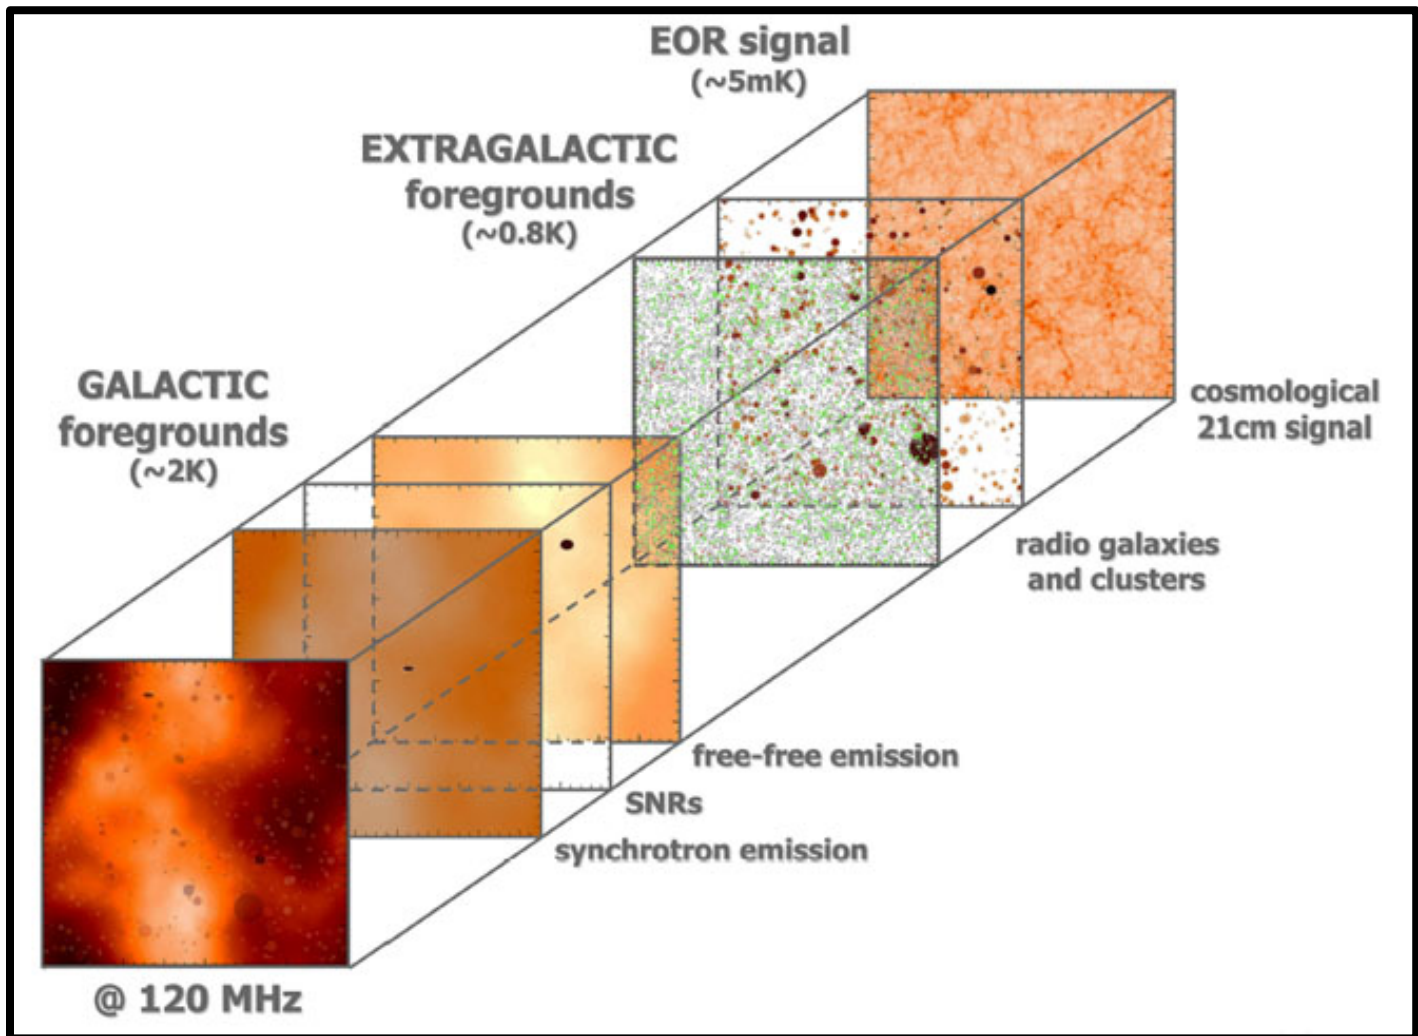 EOR signal
(~5mK)
EXTRAGALACTIC
foregrounds
(~0.8K)
GALACTIC
foregrounds
(~2K)
cosmological
21cm signal
radio galaxies
and clusters
free-free emission
SNRs
synchrotron emission
@ 120 MHz